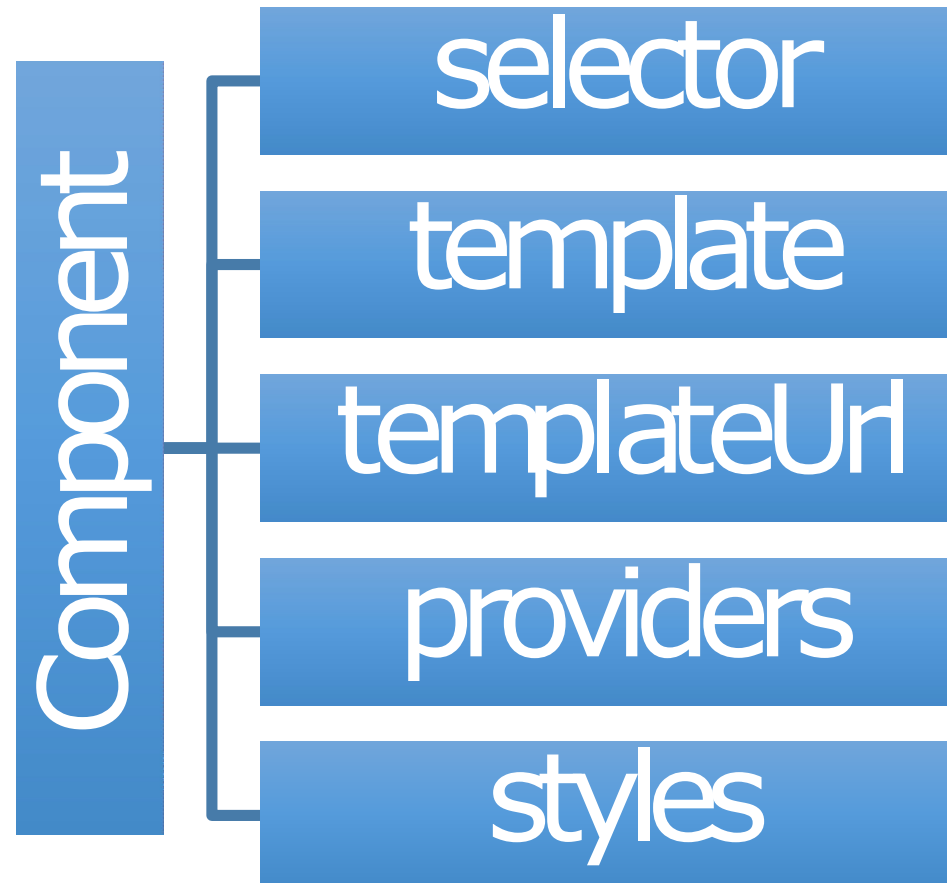 Component
selector
template
templateUrl
providers
styles